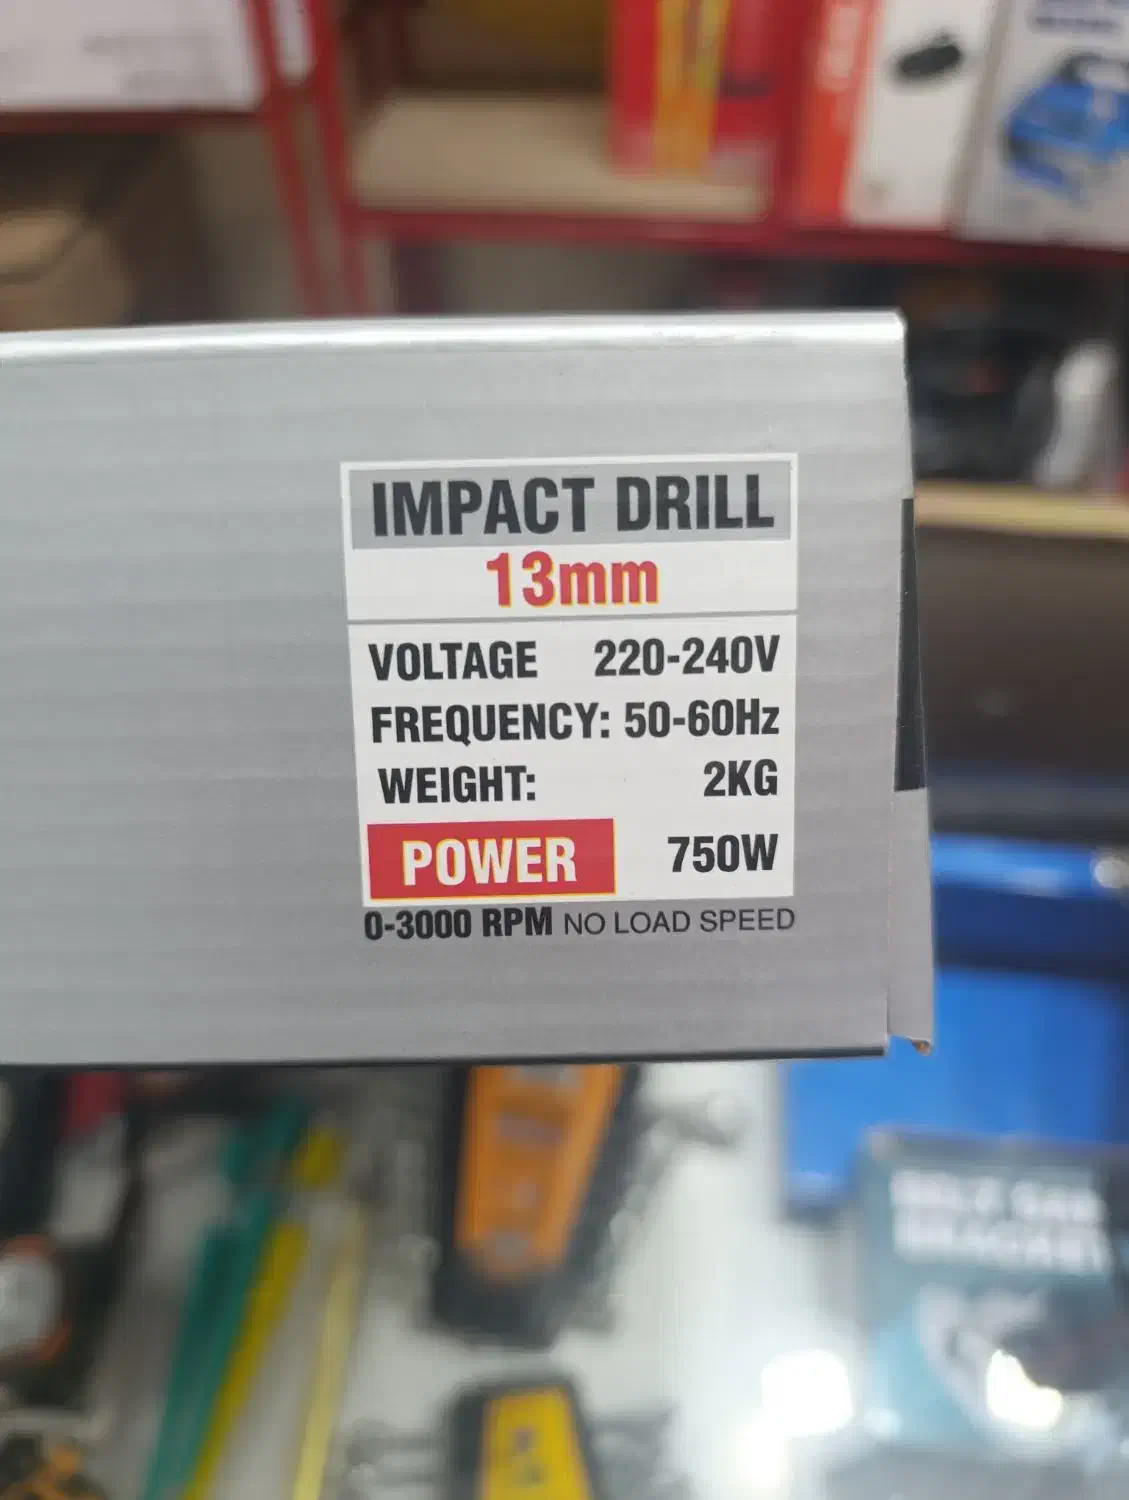 IMPACT DRILL
13mm
VOLTAGE 220-240V
FREQUENCY: 50-60Hz
WEIGHT: 2KG
POWER 750W
0-3000 RPM NO LOAD SPEED